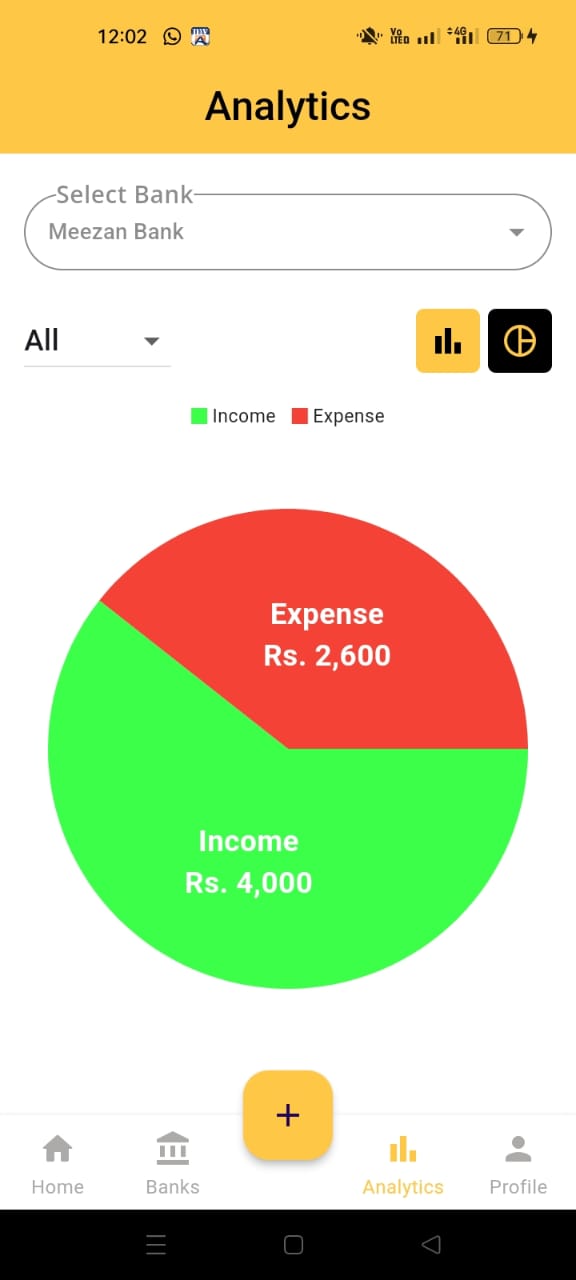 12:02
Vo
LTED
4G
71
Analytics
Select Bank
Meezan Bank
All
Income Expense
Expense
Rs. 2,600
Income
Rs. 4,000
+
Home Banks Analytics Profile